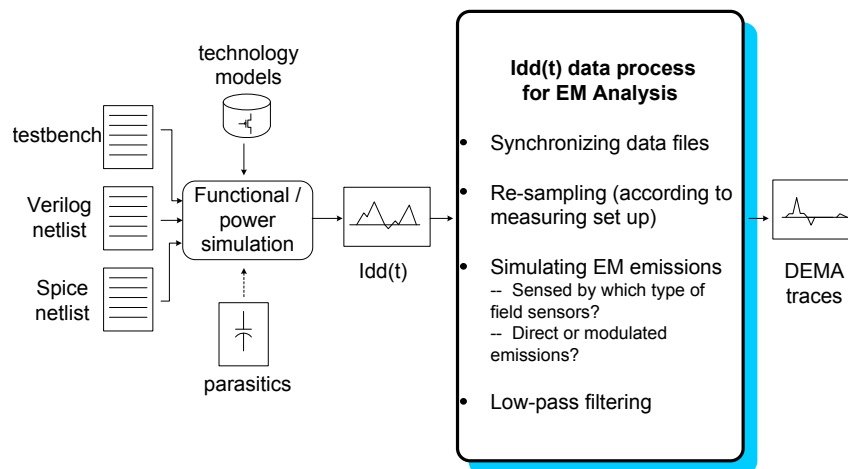 technology
models
testbench
Verilog
netlist
Spice
netlist
Functional /
power
simulation
parasitics
Idd(t)
Idd(t) data process
for EM Analysis
• Synchronizing data files
• Re-sampling (according to
measuring set up)
• Simulating EM emissions
-- Sensed by which type of
field sensors?
-- Direct or modulated
emissions?
• Low-pass filtering
DEMA
traces